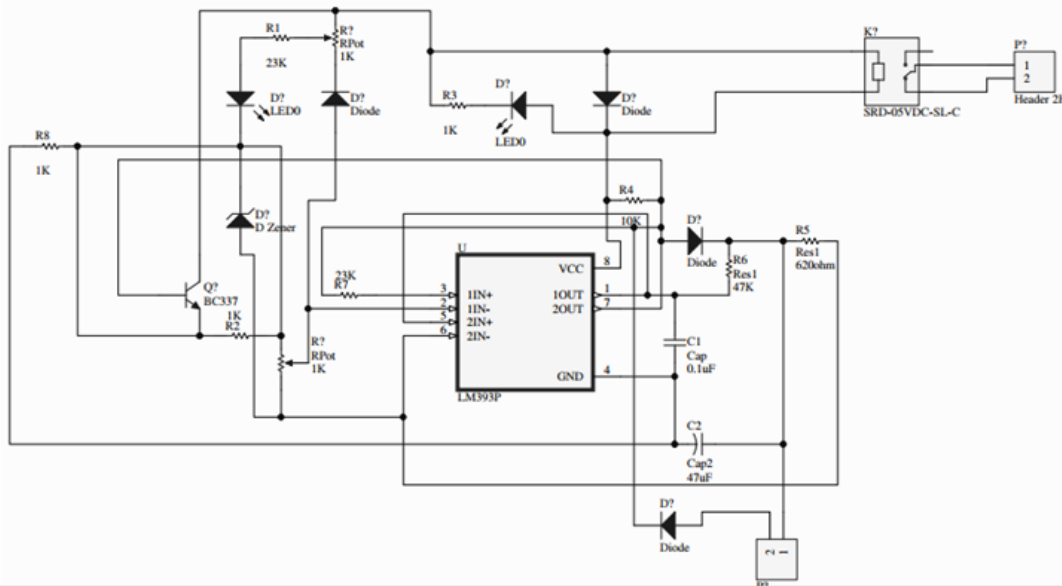 R1
23K
R?
RPot
1K
D?
LED0
D?
Diode
R3
1K
D?
LED0
D?
Diode
K?
SRD-05VDC-SL-C
P?
1
2
Header 2H
R8
1K
D?
D Zener
R4
10K
D?
Diode
R5
Res1
620ohm
R6
Res1
47K
Q?
BC337
1K
R2
R?
RPot
1K
23K
R7
U
3 1IN+
2 1IN-
5 2IN+
6 2IN-
VCC 8
1OUT 1
2OUT 7
GND 4
LM393P
C1
Cap
0.1uF
C2
Cap2
47uF
D?
Diode
2
1